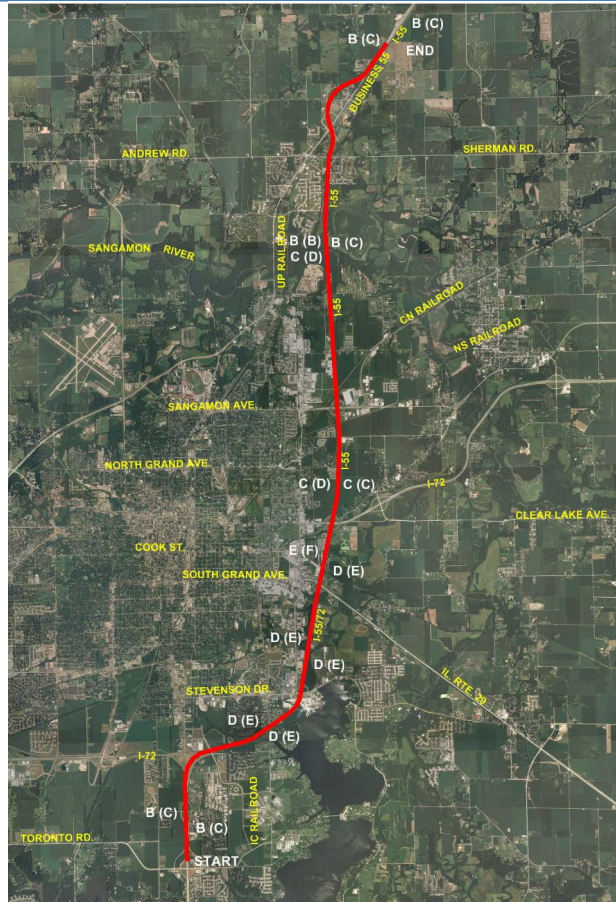 B (C)
B (C)
I-55
END
BUSINESS 55
ANDREW RD.
SHERMAN RD.
I-55
UP RAILROAD
B (B)
B (C)
SANGAMON RIVER
C (D)
CN RAILROAD
I-55
NS RAILROAD
SANGAMON AVE.
I-55
NORTH GRAND AVE.
C (D)
C (C)
I-72
CLEAR LAKE AVE.
COOK ST.
E (F)
D (E)
SOUTH GRAND AVE.
I-55/72
D (E)
D (E)
IL. RTE. 29
STEVENSON DR.
D (E)
D (E)
I-72
IC RAILROAD
B (C)
B (C)
TORONTO RD.
START